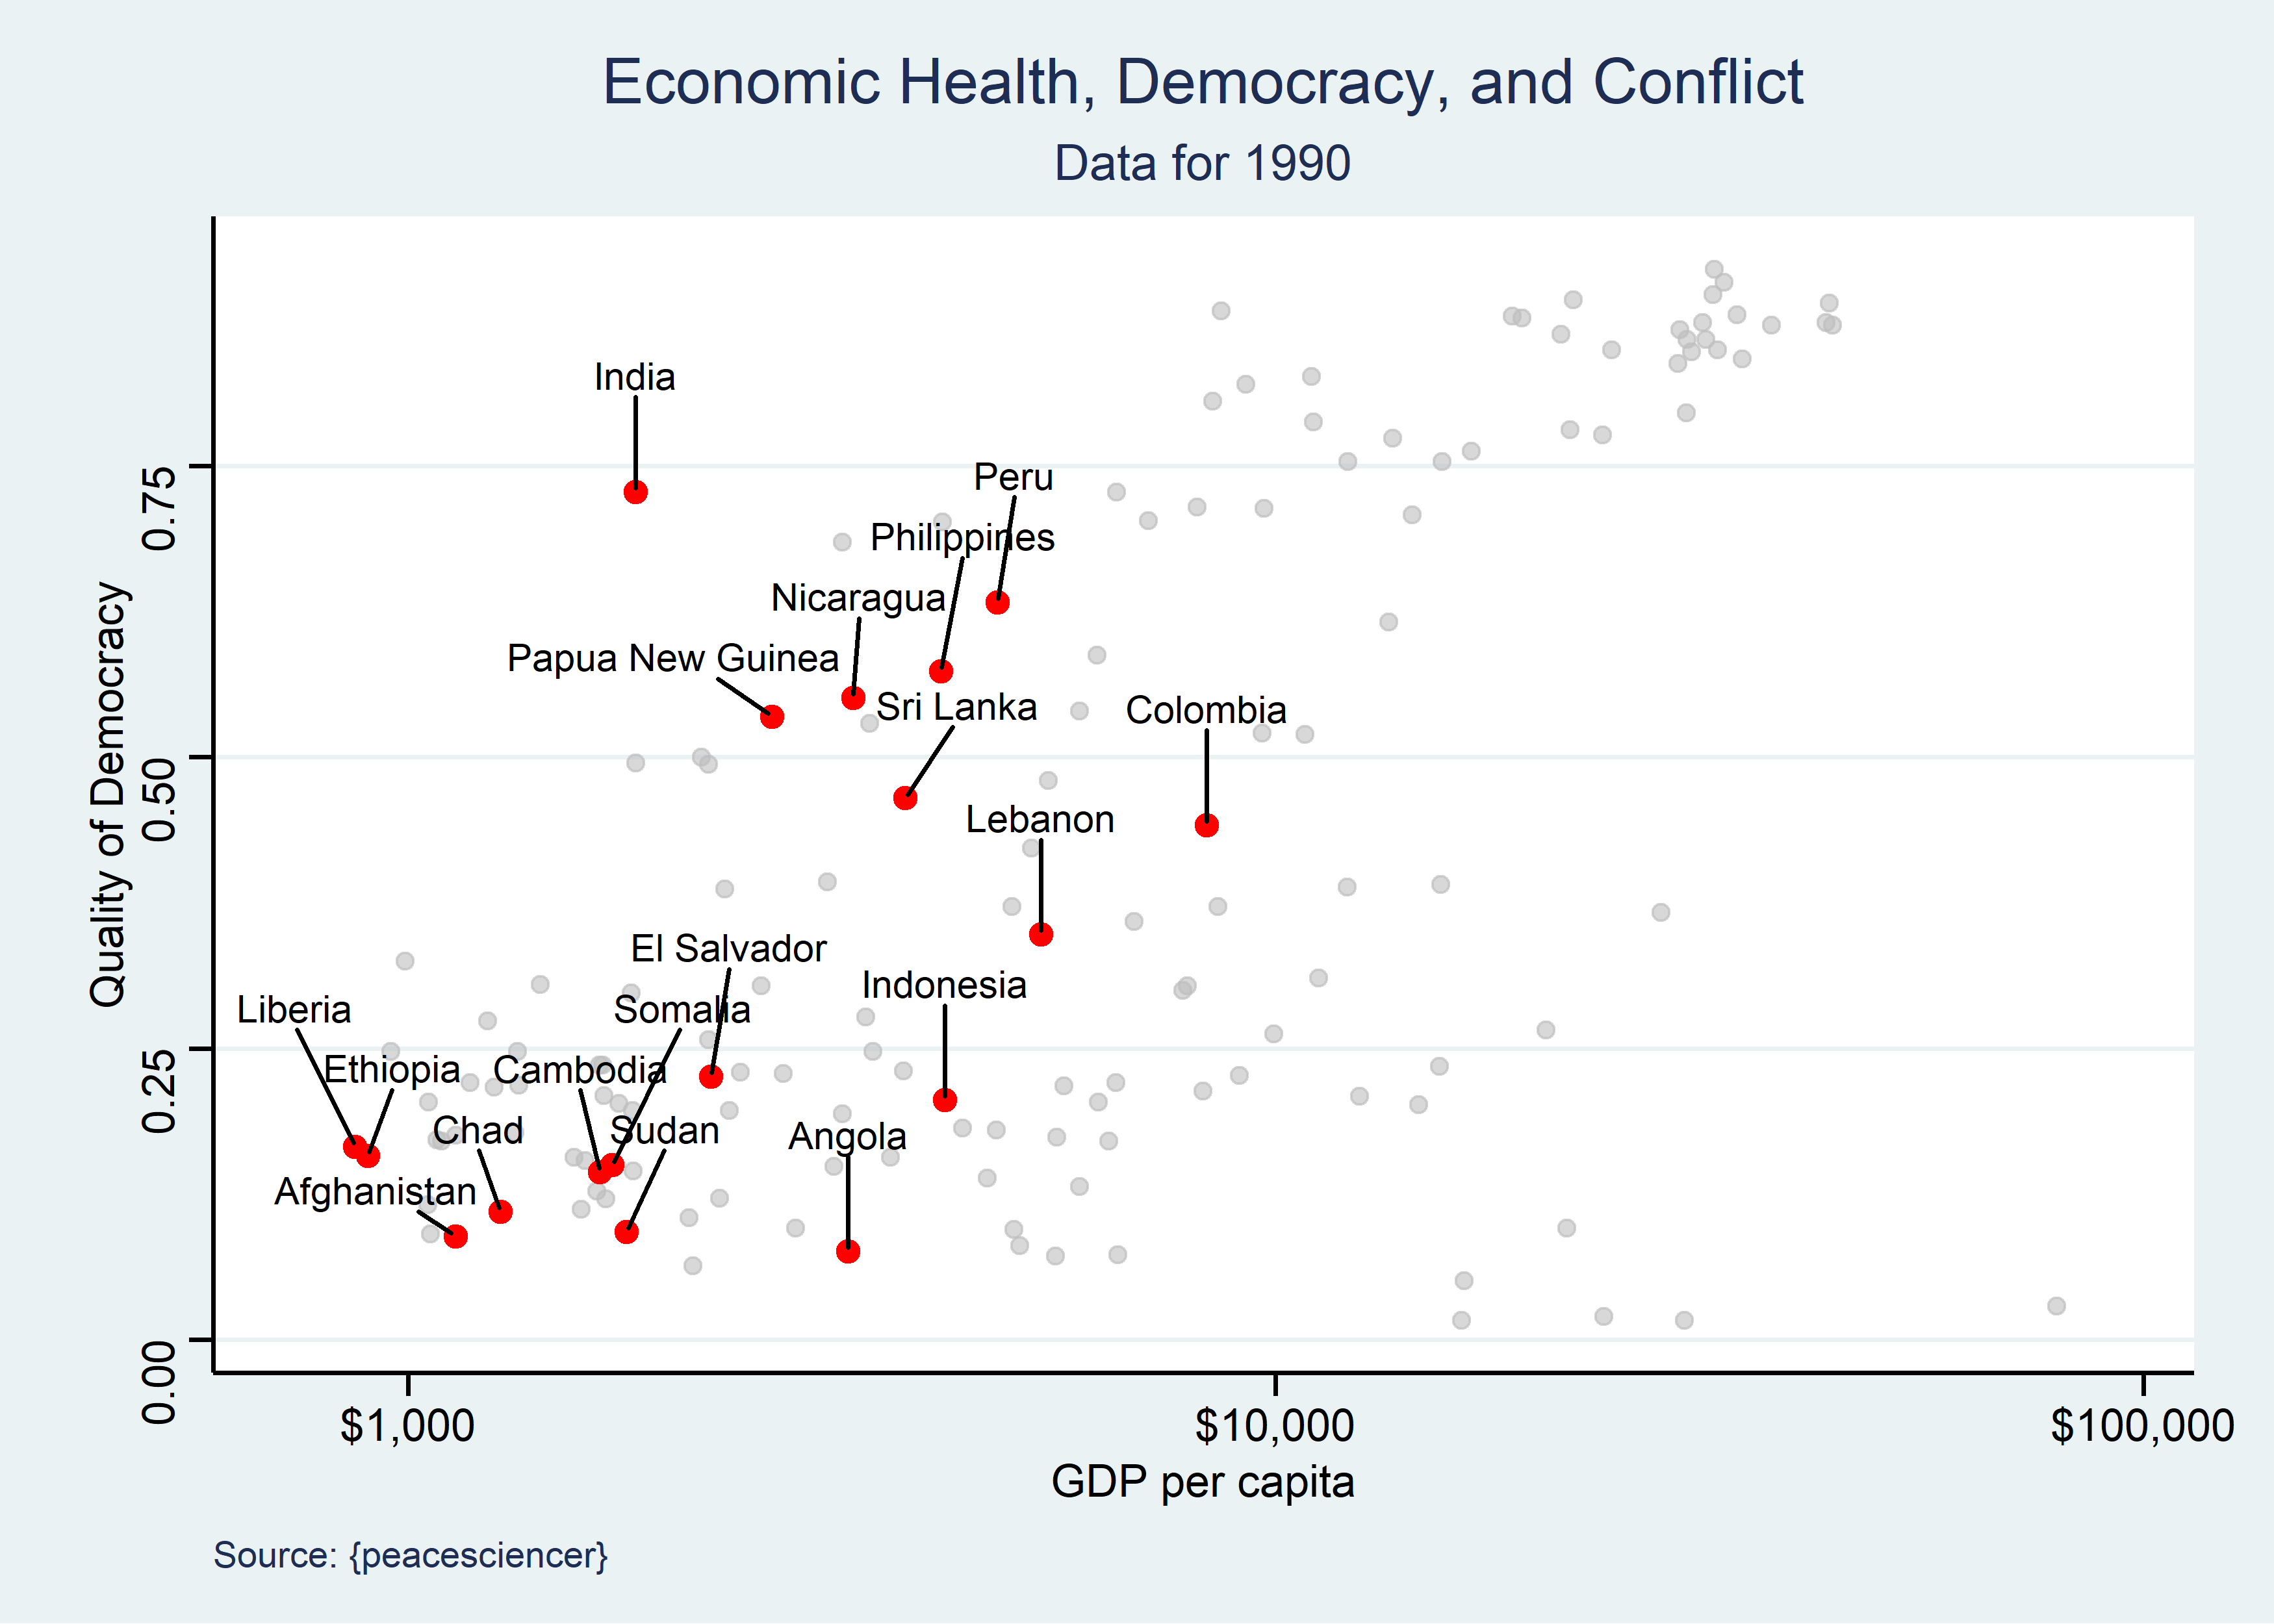 Economic Health, Democracy, and Conflict
Data for 1990
India
Peru
Philippines
Nicaragua
Papua New Guinea
Sri Lanka
Colombia
Lebanon
El Salvador
Indonesia
Liberia
Somalia
Ethiopia
Cambodia
Chad
Sudan
Angola
Afghanistan
Quality of Democracy
0.75
0.50
0.25
0.00
$1,000
$10,000
$100,000
GDP per capita
Source: {peacesciencer}